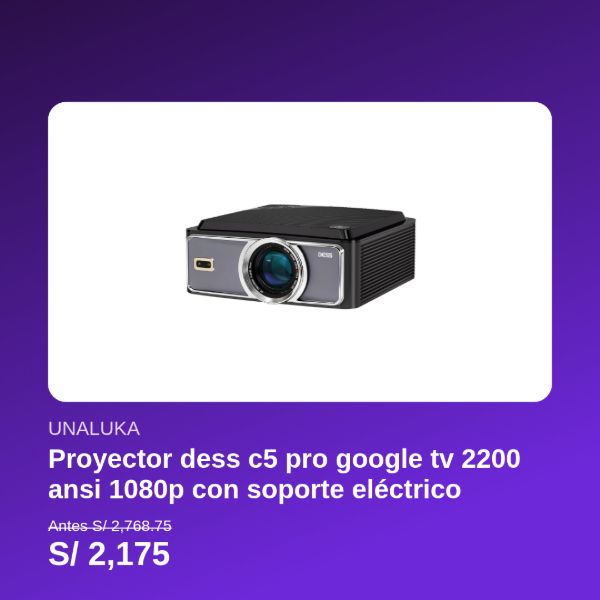 DESS
UNALUKA
Proyector dess c5 pro google tv 2200
ansi 1080p con soporte eléctrico
Antes S/ 2,768.75
S/ 2,175